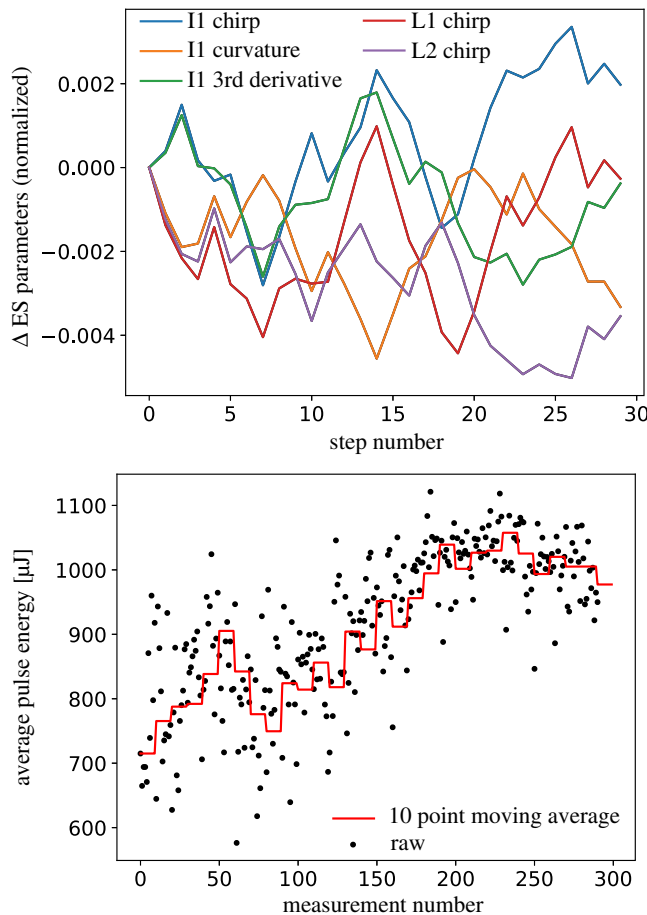 I1 chirp
I1 curvature
I1 3rd derivative
L1 chirp
L2 chirp
Δ ES parameters (normalized)
0.002
0.000
−0.002
−0.004
0 5 10 15 20 25 30
step number
average pulse energy [µJ]
1100
1000
900
800
700
600
10 point moving average
raw
0 50 100 150 200 250 300
measurement number